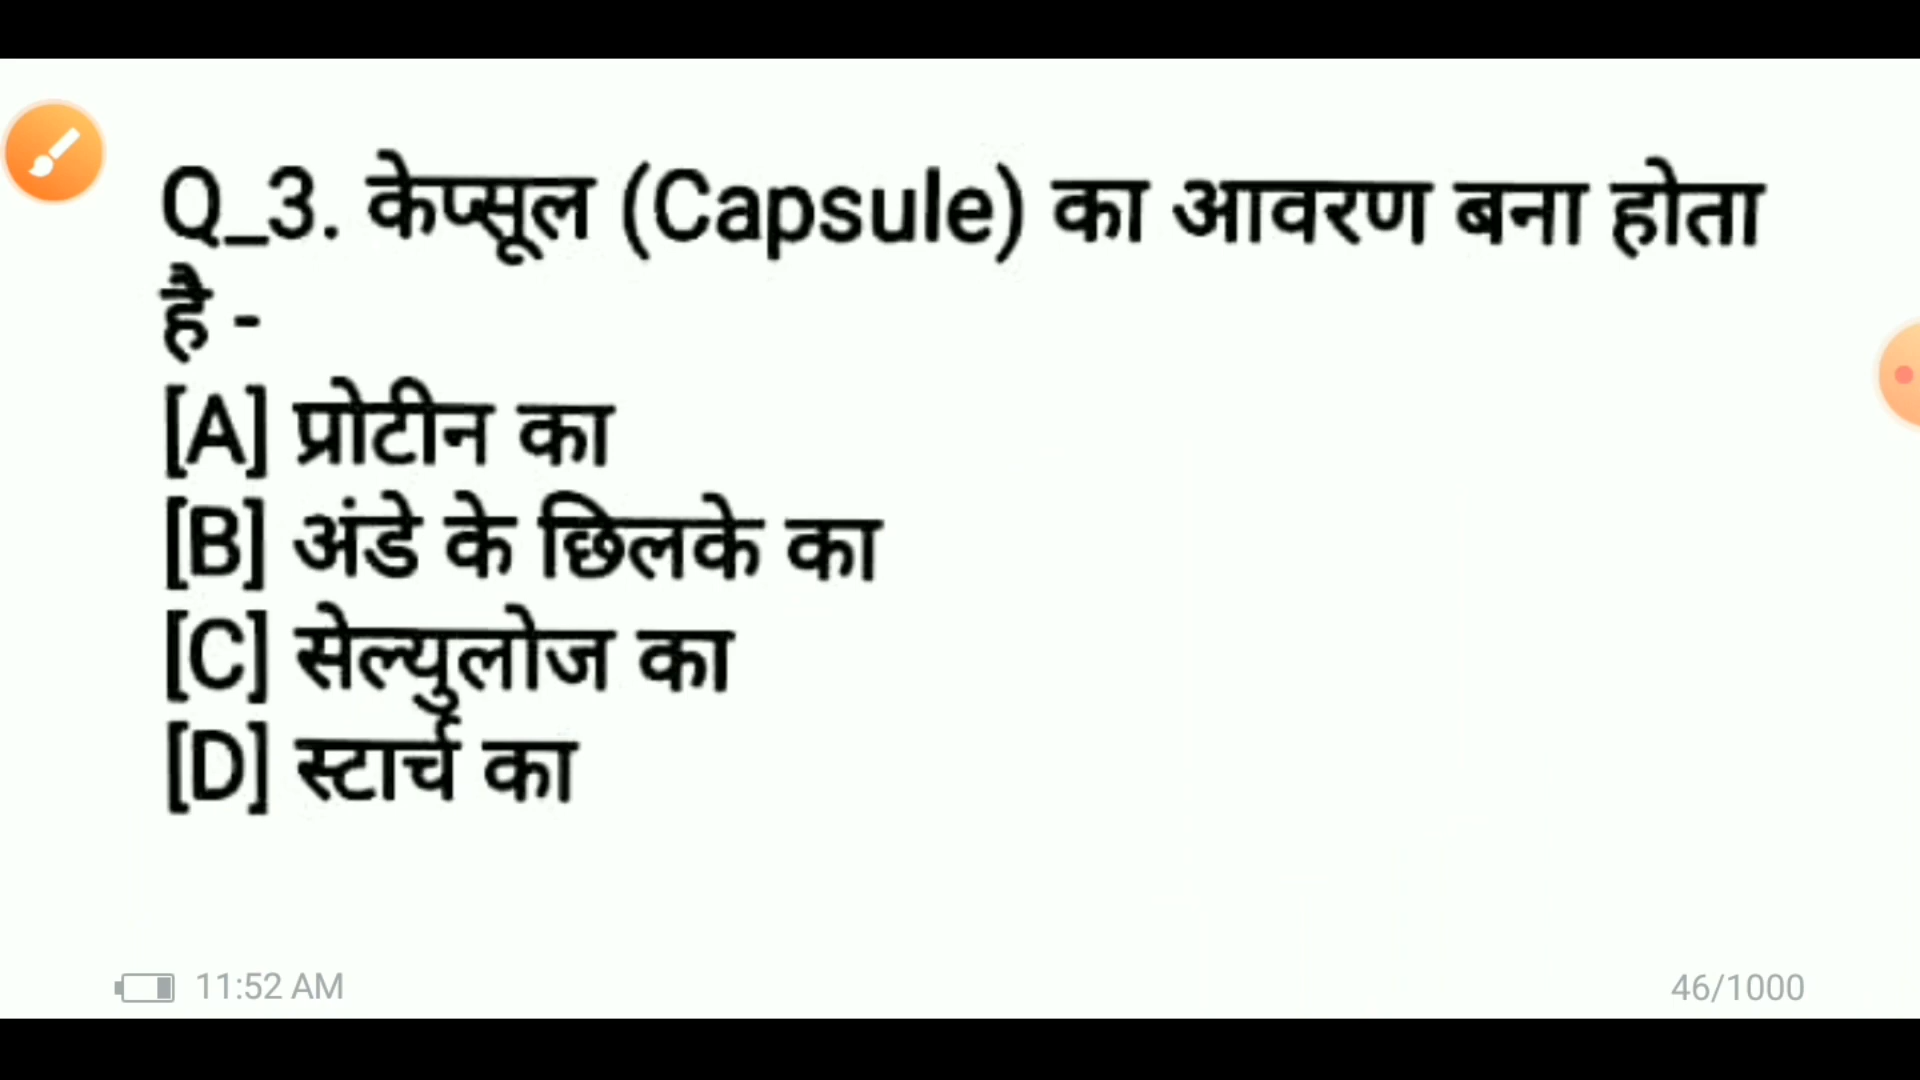 Q_3. केप्सूल (Capsule) का आवरण बना होता
है -
[A] प्रोटीन का
[B] अंडे के छिलके का
[C] सेल्युलोज का
[D] स्टार्च का
11:52 AM
46/1000